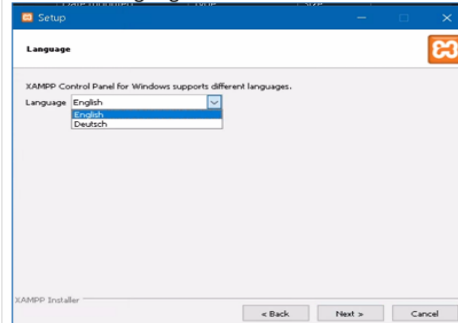 Setup
Language
XAMPP Control Panel for Windows supports different languages.
Language English
English
Deutsch
XAMPP Installer
< Back Next > Cancel